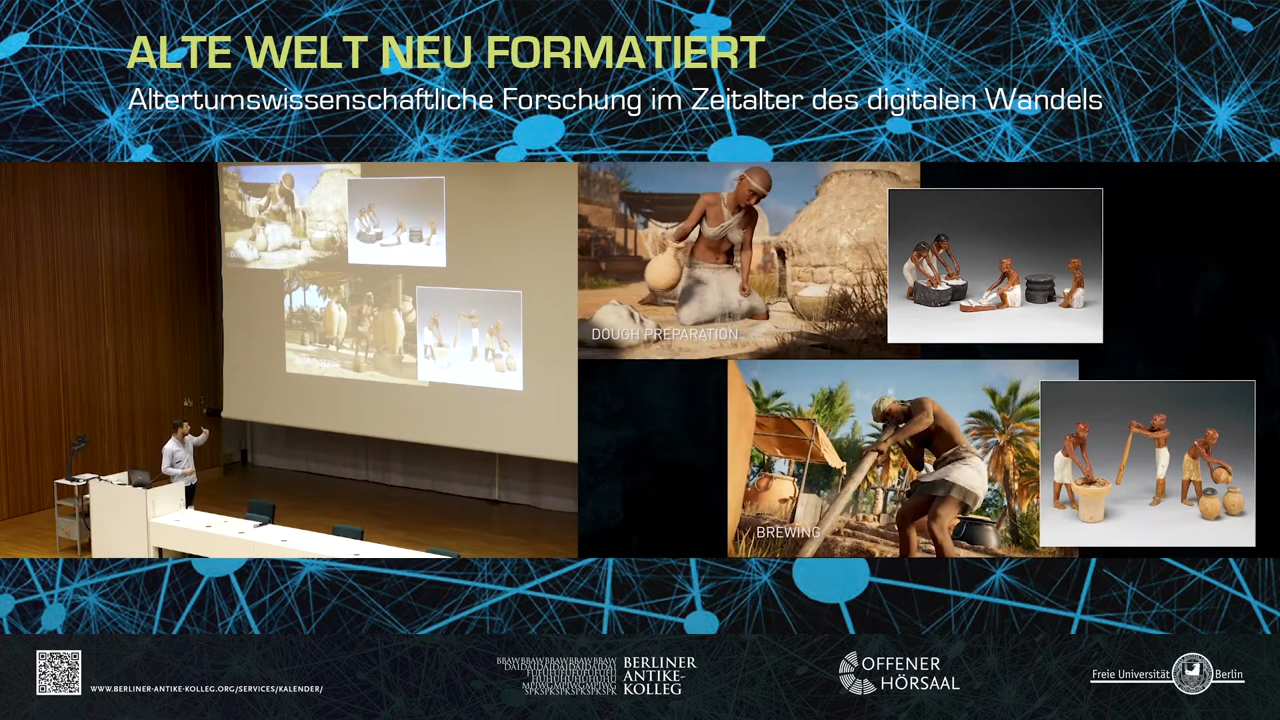 ALTE WELT NEU FORMATIERT
Altertumswissenschaftliche Forschung im Zeitalter des digitalen Wandels
DOUGH PREPARATION
BREWING
WWW.BERLINER-ANTIKE-KOLLEG.ORG/SERVICES/KALENDER/
BERLINER
ANTIKE-
KOLLEG
OFFENER
HÖRSAAL
Freie Universität Berlin